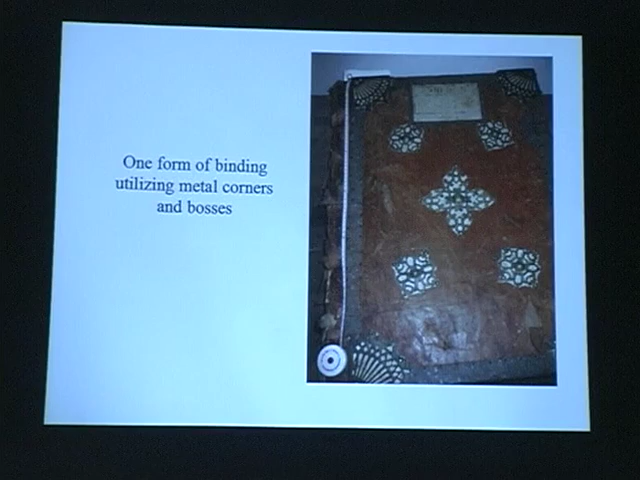 One form of binding
utilizing metal corners
and bosses